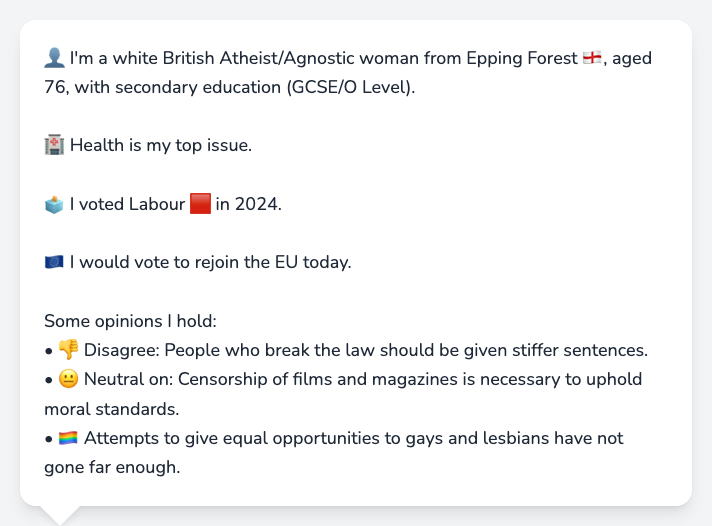 👤 I'm a white British Atheist/Agnostic woman from Epping Forest 🏴󠁧󠁢󠁥󠁮󠁧󠁿, aged
76, with secondary education (GCSE/O Level).
🏥 Health is my top issue.
🗳️ I voted Labour 🟥 in 2024.
🇪🇺 I would vote to rejoin the EU today.
Some opinions I hold:
• 👎 Disagree: People who break the law should be given stiffer sentences.
• 😐 Neutral on: Censorship of films and magazines is necessary to uphold
moral standards.
• 🏳️‍🌈 Attempts to give equal opportunities to gays and lesbians have not
gone far enough.